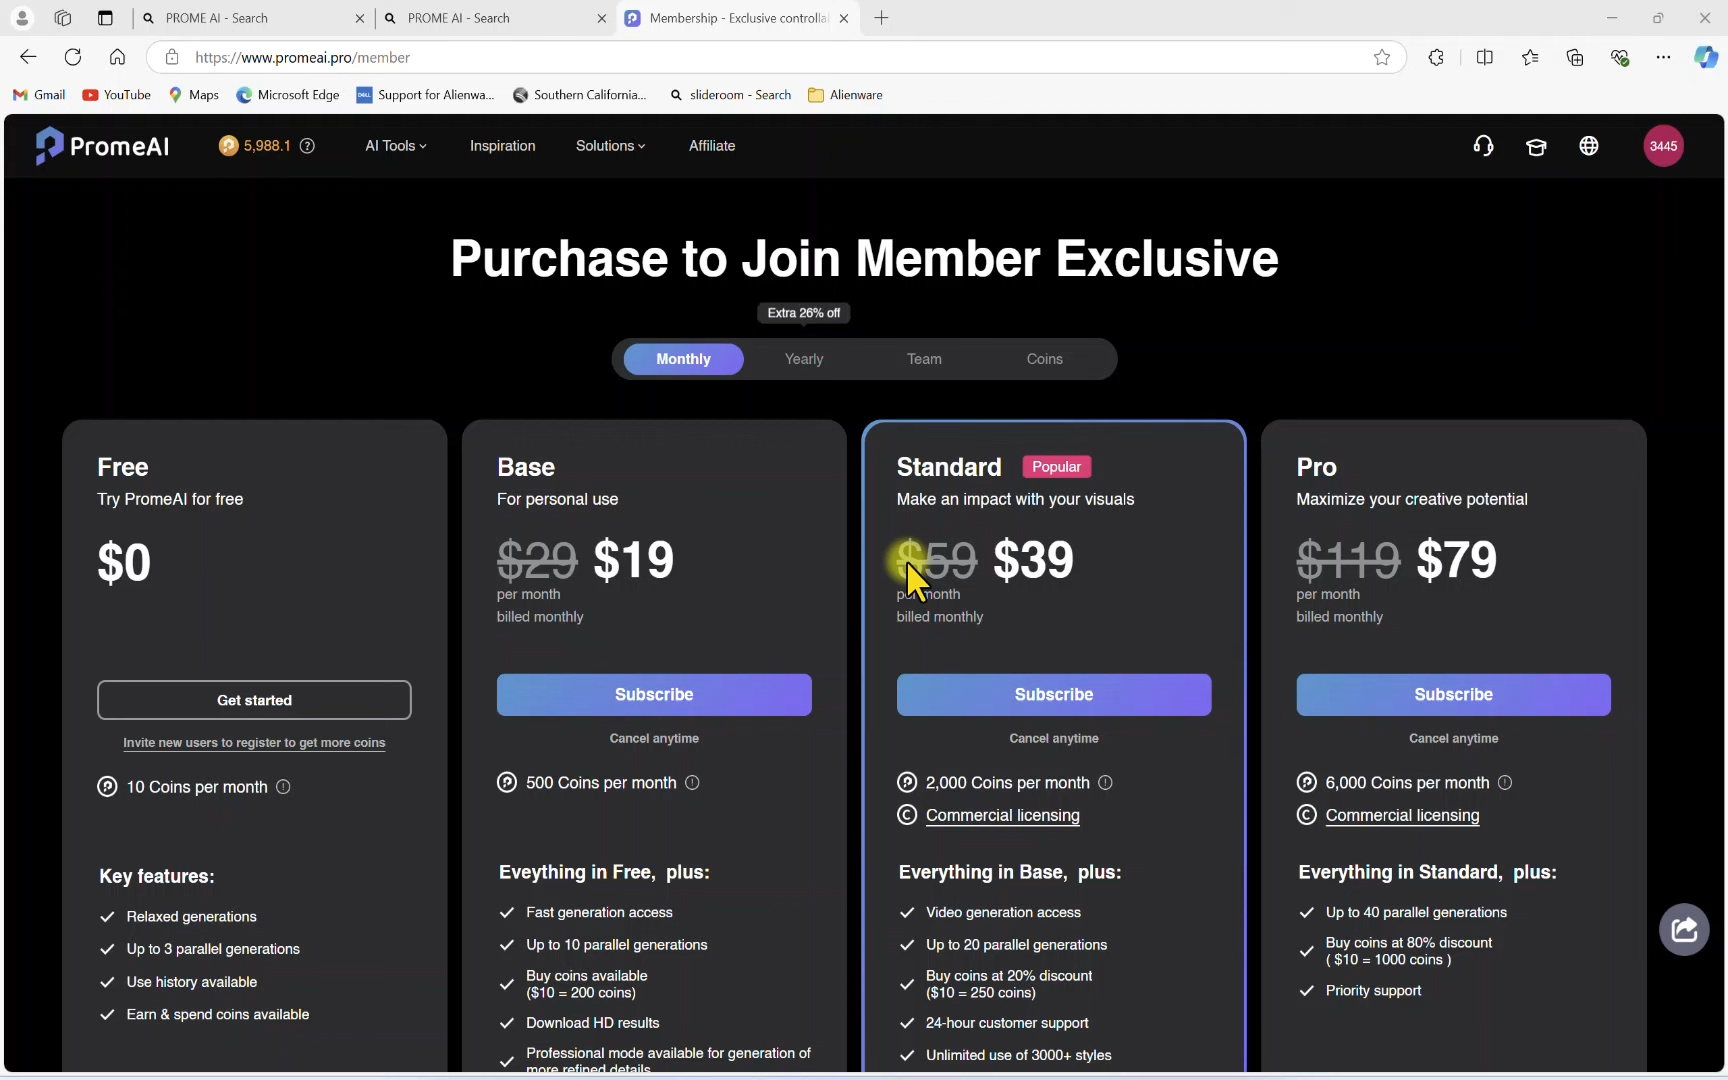 PROME AI - Search
PROME AI - Search
Membership - Exclusive controlla
https://www.promeai.pro/member
Gmail
YouTube
Maps
Microsoft Edge
Support for Alienwa...
Southern California...
slideroom - Search
Alienware
PromeAI
5,988.1
AI Tools
Inspiration
Solutions
Affiliate
3445
Purchase to Join Member Exclusive
Extra 26% off
Monthly
Yearly
Team
Coins
Free
Try PromeAI for free
$0
Get started
Invite new users to register to get more coins
10 Coins per month
Key features:
Relaxed generations
Up to 3 parallel generations
Use history available
Earn & spend coins available
Base
For personal use
$29 $19
per month
billed monthly
Subscribe
Cancel anytime
500 Coins per month
Eveything in Free, plus:
Fast generation access
Up to 10 parallel generations
Buy coins available
($10 = 200 coins)
Download HD results
Professional mode available for generation of
more refined details
Standard Popular
Make an impact with your visuals
$59 $39
per month
billed monthly
Subscribe
Cancel anytime
2,000 Coins per month
Commercial licensing
Everything in Base, plus:
Video generation access
Up to 20 parallel generations
Buy coins at 20% discount
($10 = 250 coins)
24-hour customer support
Unlimited use of 3000+ styles
Pro
Maximize your creative potential
$119 $79
per month
billed monthly
Subscribe
Cancel anytime
6,000 Coins per month
Commercial licensing
Everything in Standard, plus:
Up to 40 parallel generations
Buy coins at 80% discount
( $10 = 1000 coins )
Priority support